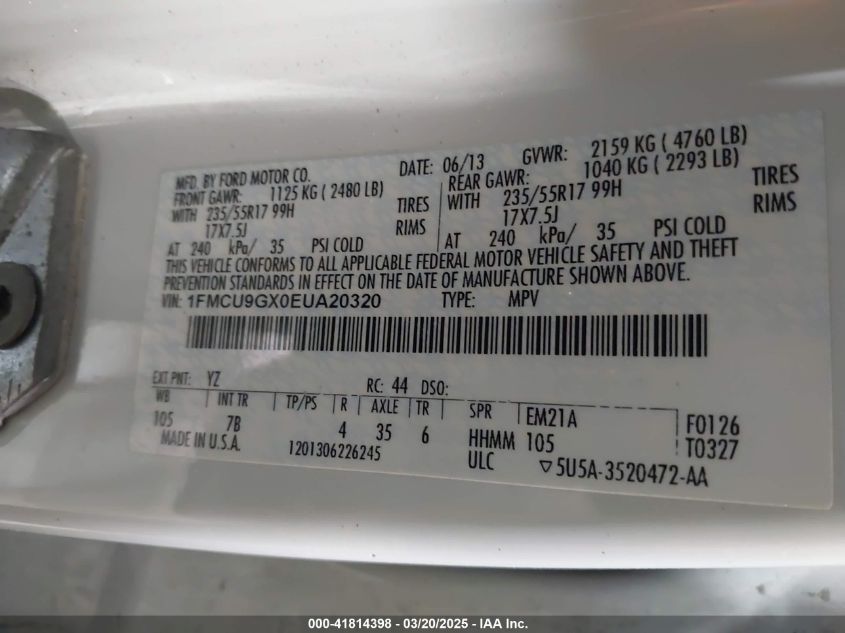 MFD. BY FORD MOTOR CO. DATE: 06/13 GVWR: 2159 KG ( 4760 LB)
FRONT GAWR: 1125 KG ( 2480 LB) REAR GAWR: 1040 KG ( 2293 LB)
WITH 235/55R17 99H TIRES WITH 235/55R17 99H TIRES
17X7.5J RIMS 17X7.5J RIMS
AT 240 kPa/ 35 PSI COLD AT 240 kPa/ 35 PSI COLD
THIS VEHICLE CONFORMS TO ALL APPLICABLE FEDERAL MOTOR VEHICLE SAFETY AND THEFT
PREVENTION STANDARDS IN EFFECT ON THE DATE OF MANUFACTURE SHOWN ABOVE.
VIN: 1FMCU9GX0EUA20320 TYPE: MPV
EXT PNT: YZ RC: 44 DSO:
WB INT TR TP/PS R AXLE TR SPR EM21A F0126
105 7B 4 35 6 HHMM 105 T0327
MADE IN U.S.A. 1201306226245 ULC ▽5U5A-3520472-AA
000-41814398 - 03/20/2025 - IAA Inc.